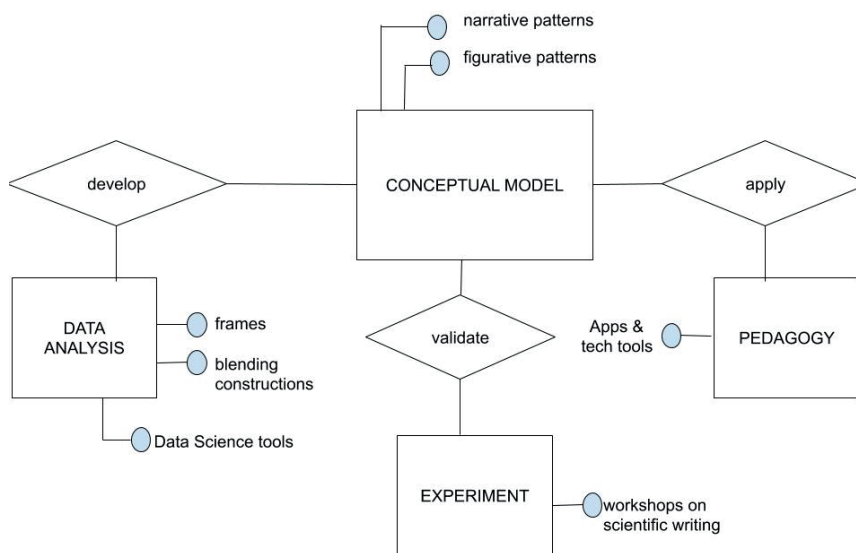 narrative patterns
figurative patterns
develop
CONCEPTUAL MODEL
apply
DATA
ANALYSIS
frames
blending
constructions
Data Science tools
validate
Apps &
tech tools
PEDAGOGY
EXPERIMENT
workshops on
scientific writing